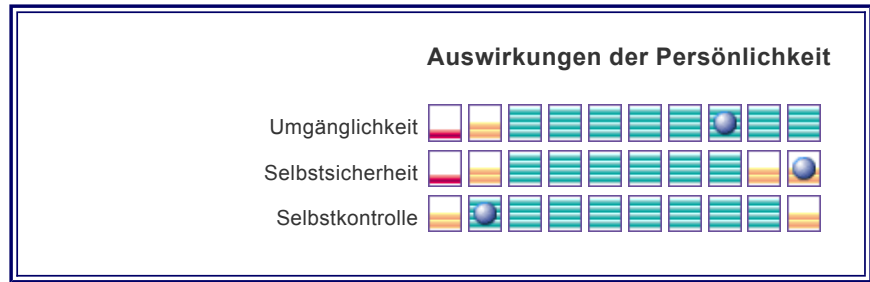 Auswirkungen der Persönlichkeit
Umgänglichkeit
Selbstsicherheit
Selbstkontrolle